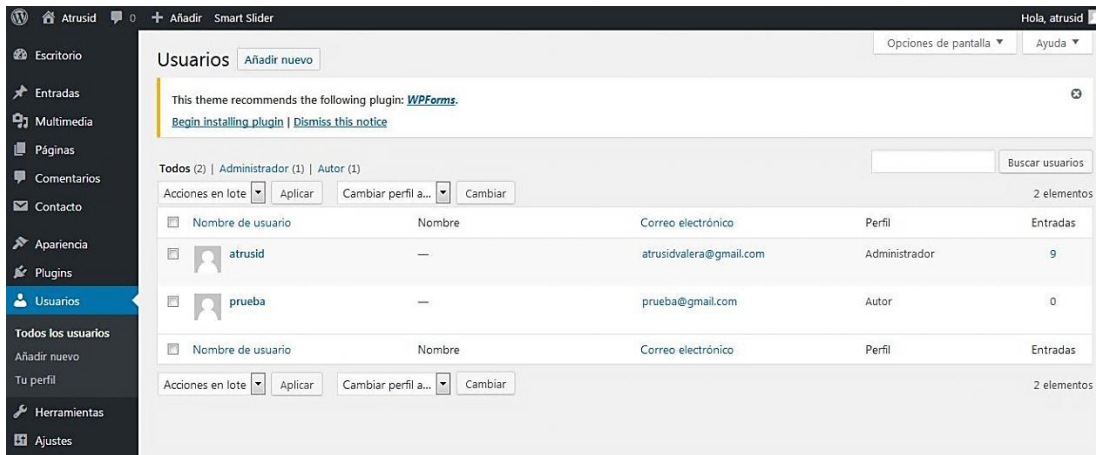 Atrusid 0 + Añadir Smart Slider Hola, atrusid
Escritorio
Entradas
Multimedia
Páginas
Comentarios
Contacto
Apariencia
Plugins
Usuarios
Todos los usuarios
Añadir nuevo
Tu perfil
Herramientas
Ajustes
Opciones de pantalla ▼ Ayuda ▼
Usuarios Añadir nuevo
This theme recommends the following plugin: WPForms.
Begin installing plugin | Dismiss this notice
Todos (2) | Administrador (1) | Autor (1) Buscar usuarios
Acciones en lote Aplicar Cambiar perfil a... Cambiar 2 elementos
Nombre de usuario Nombre Correo electrónico Perfil Entradas
atrusid — atrusidvalera@gmail.com Administrador 9
prueba — prueba@gmail.com Autor 0
Nombre de usuario Nombre Correo electrónico Perfil Entradas
Acciones en lote Aplicar Cambiar perfil a... Cambiar 2 elementos